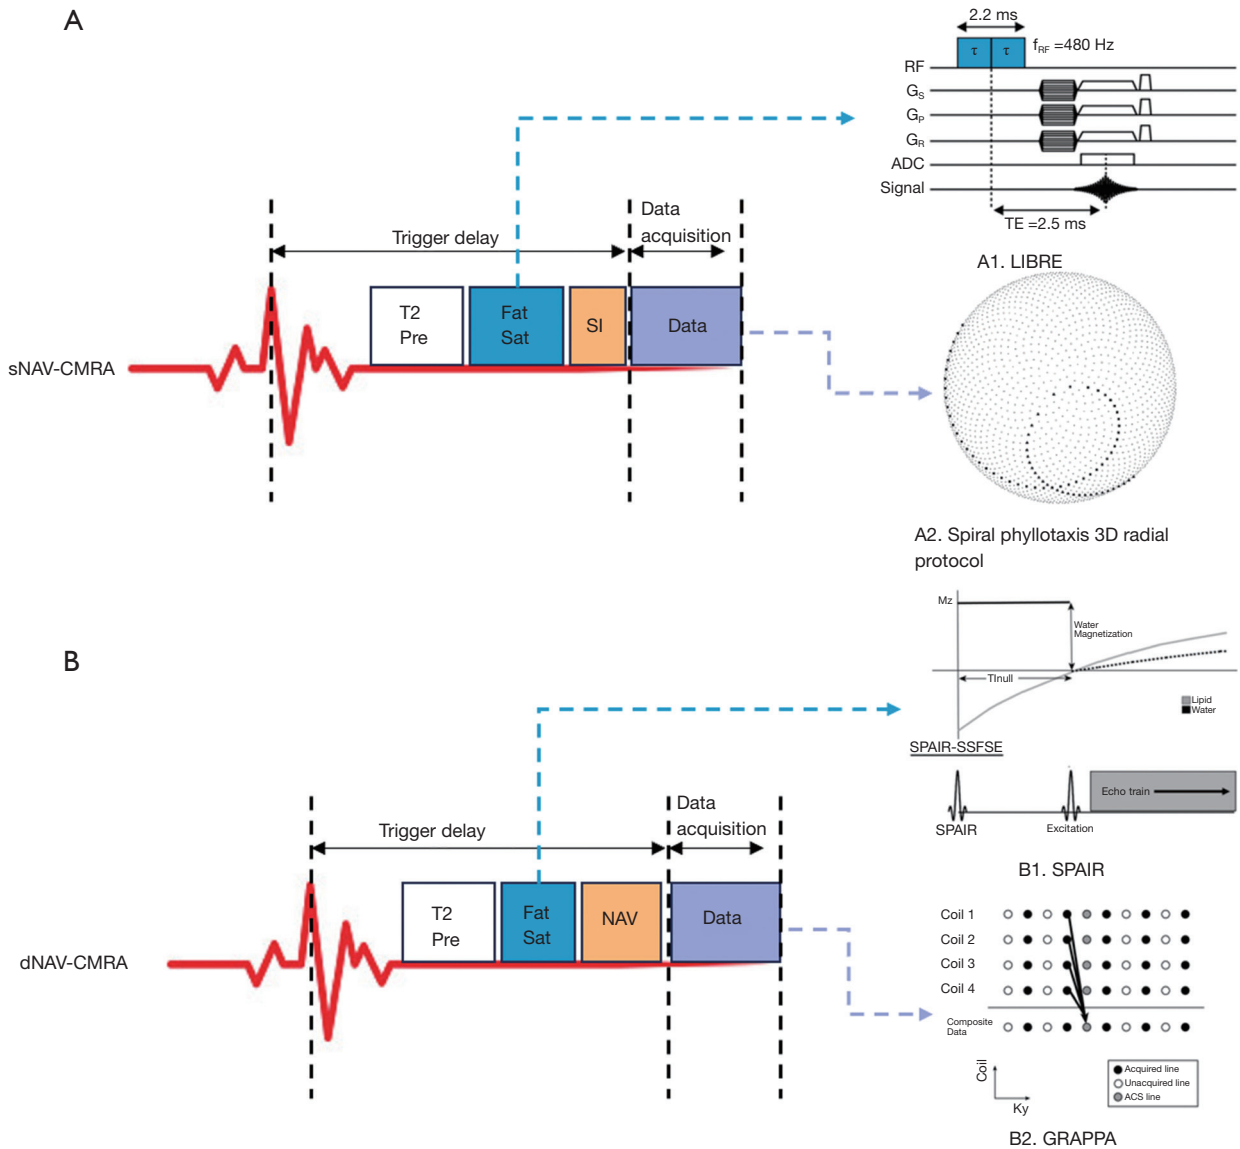 A
2.2 ms
τ τ
fRF =480 Hz
RF
GS
GP
GR
ADC
Signal
TE =2.5 ms
A1. LIBRE
Data
acquisition
Trigger delay
T2
Pre
Fat
Sat
SI
Data
sNAV-CMRA
A2. Spiral phyllotaxis 3D radial
protocol
B
Mz
Water
Magnetization
TInull
Lipid
Water
SPAIR-SSFSE
Echo train
SPAIR
Excitation
B1. SPAIR
Data
acquisition
Trigger delay
T2
Pre
Fat
Sat
NAV
Data
dNAV-CMRA
Coil 1
Coil 2
Coil 3
Coil 4
Composite
Data
Coil
Ky
Acquired line
Unacquired line
ACS line
B2. GRAPPA